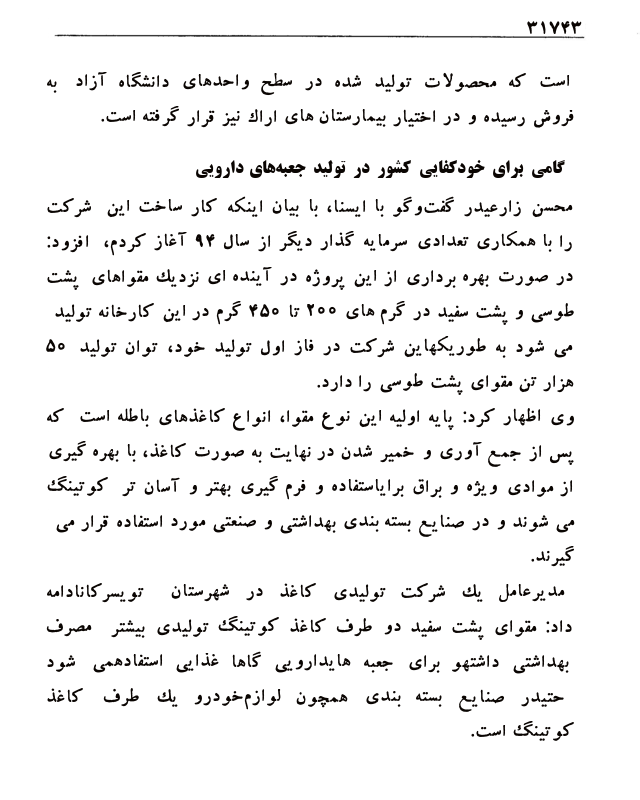 ۳۱۷۴۳
است که محصولات تولید شده در سطح واحدهای دانشگاه آزاد به
فروش رسیده و در اختیار بیمارستان های اراك نیز قرار گرفته است.
گامی برای خودکفایی کشور در تولید جعبه‌های دارویی
محسن زارعیدر گفت‌وگو با ایسنا، با بیان اینکه کار ساخت این شرکت
را با همکاری تعدادی سرمایه گذار دیگر از سال ۹۴ آغاز کردم، افزود:
در صورت بهره برداری از این پروژه در آینده ای نزدیك مقواهای پشت
طوسی و پشت سفید در گرم های ۲۰۰ تا ۴۵۰ گرم در این کارخانه تولید
می شود به طوریکهاین شرکت در فاز اول تولید خود، توان تولید ۵۰
هزار تن مقوای پشت طوسی را دارد.
وی اظهار کرد: پایه اولیه این نوع مقوا، انواع کاغذهای باطله است که
پس از جمع آوری و خمیر شدن در نهایت به صورت کاغذ، با بهره گیری
از موادی ویژه و براق برایاستفاده و فرم گیری بهتر و آسان تر کوتینگ
می شوند و در صنایع بسته بندی بهداشتی و صنعتی مورد استفاده قرار می
گیرند.
مدیرعامل یك شرکت تولیدی کاغذ در شهرستان تویسرکانادامه
داد: مقوای پشت سفید دو طرف کاغذ کوتینگ تولیدی بیشتر مصرف
بهداشتی داشتهو برای جعبه هایدارویی گاها غذایی استفادهمی شود
حتیدر صنایع بسته بندی همچون لوازم‌خودرو یك طرف کاغذ
کوتینگ است.